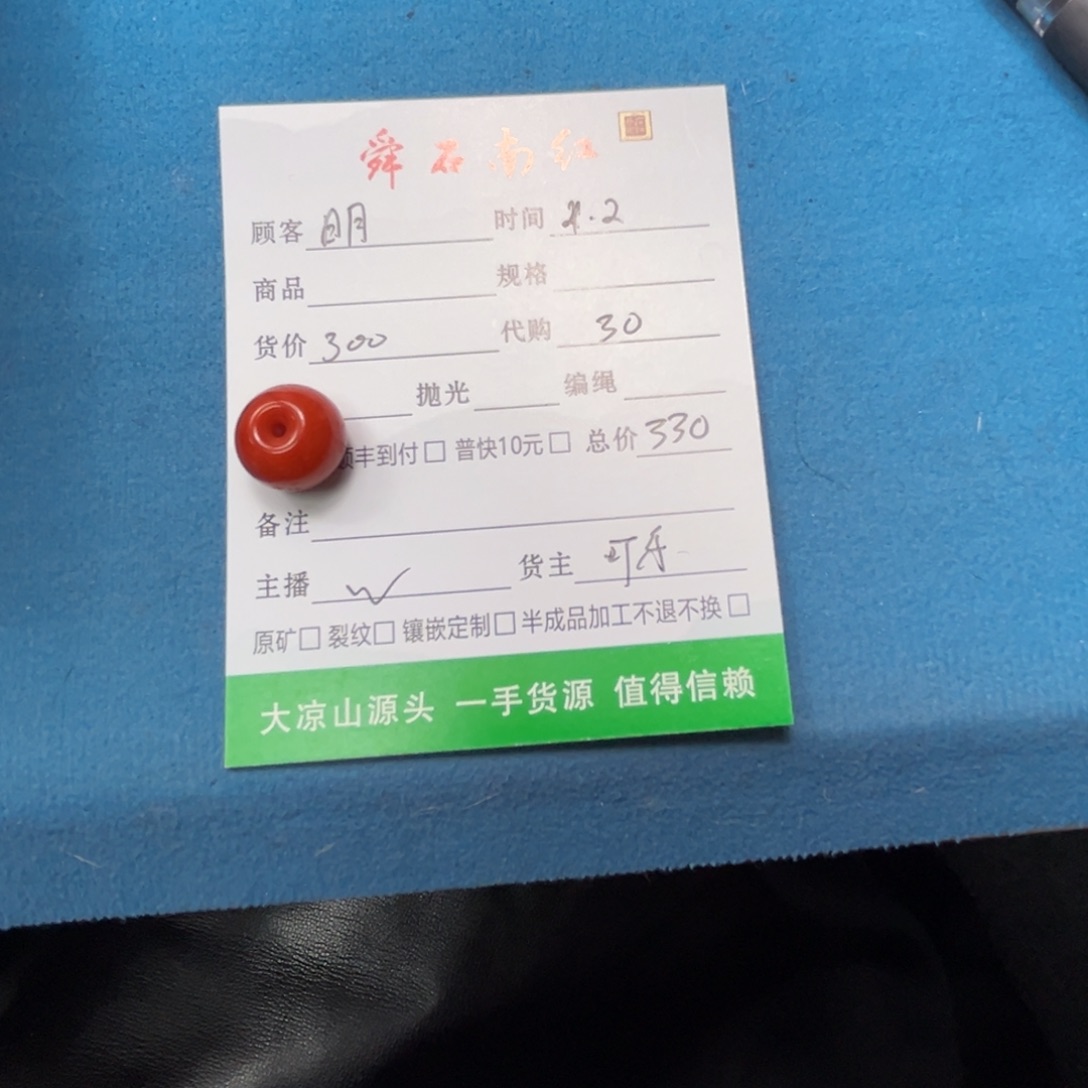 舜石南红
顾客 明 时间 2.2
商品 规格
货价 300 代购 30
抛光 编绳
顺丰到付□ 普快10元□ 总价 330
备注
主播 W 货主
原矿□ 裂纹□ 镶嵌定制□ 半成品加工不退不换□
大凉山源头 一手货源 值得信赖